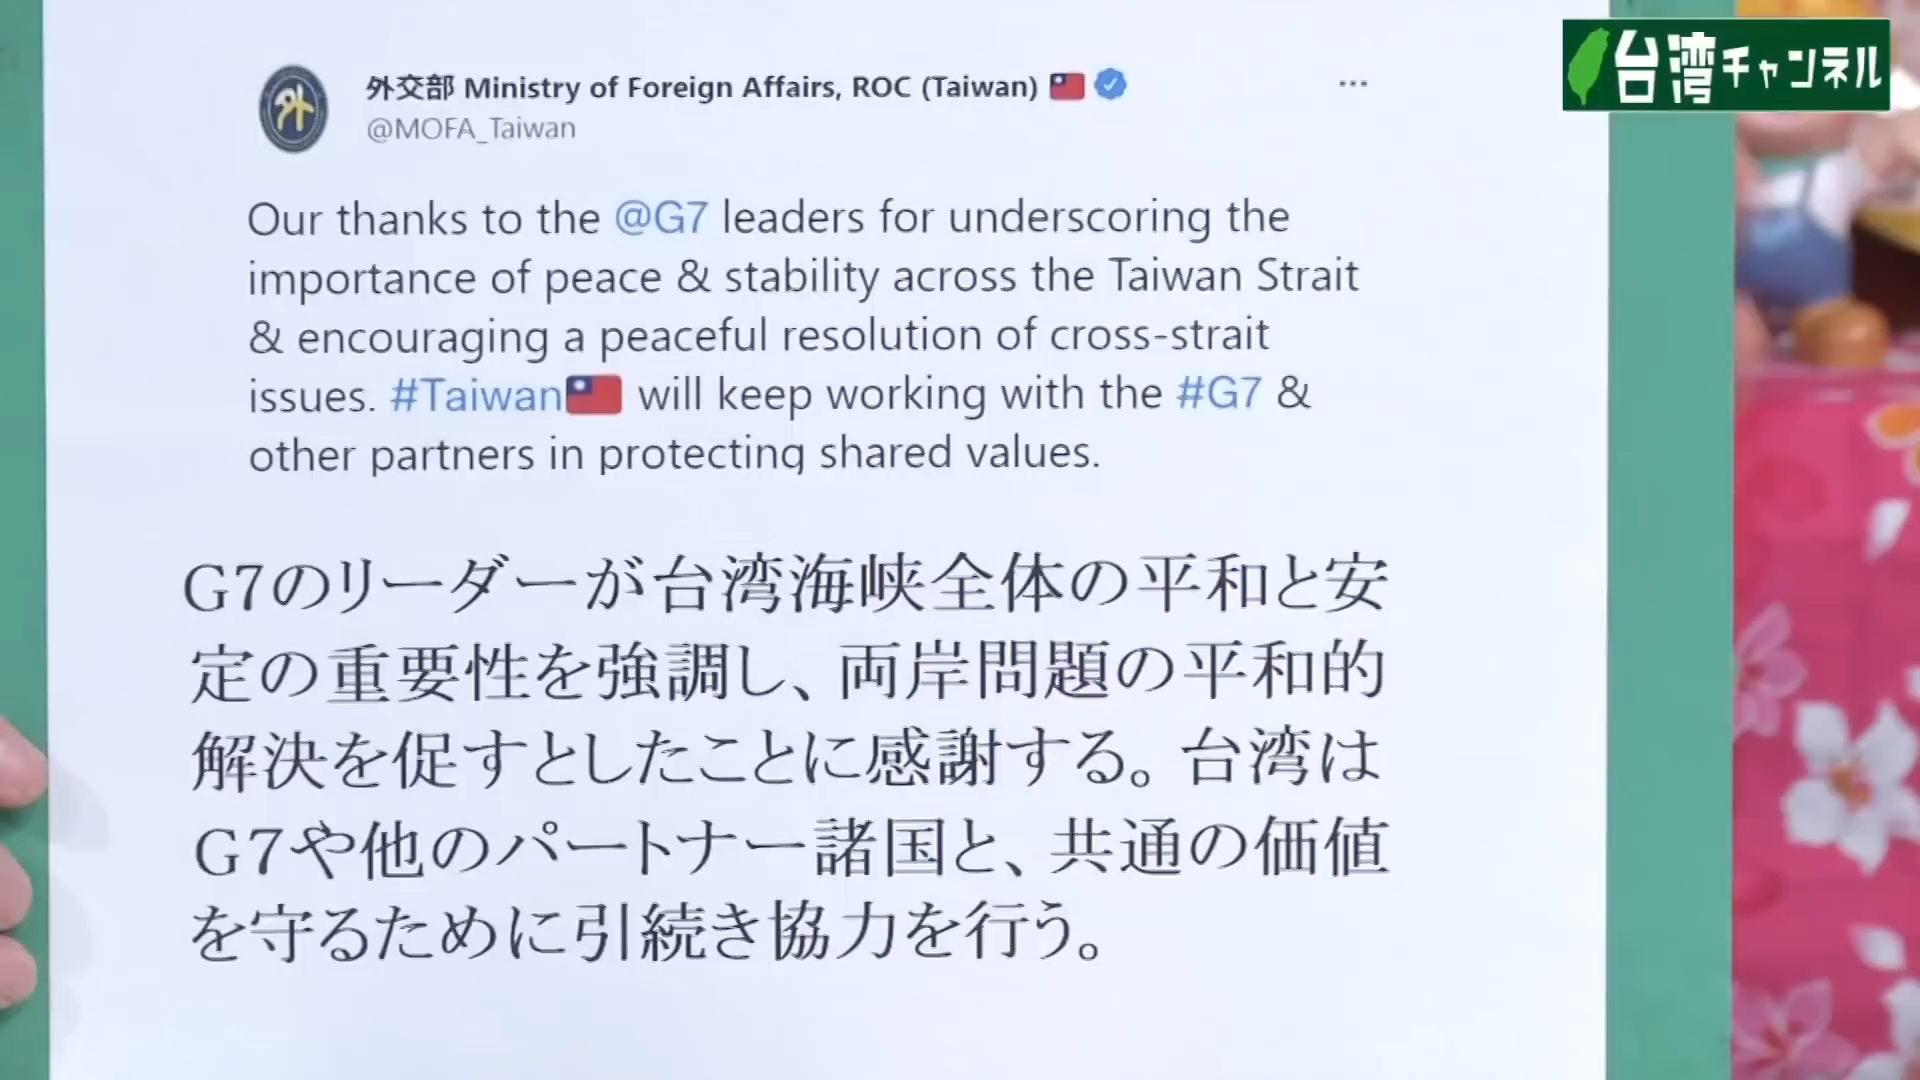 台湾チャンネル
外
外交部 Ministry of Foreign Affairs, ROC (Taiwan)
@MOFA_Taiwan
Our thanks to the @G7 leaders for underscoring the
importance of peace & stability across the Taiwan Strait
& encouraging a peaceful resolution of cross-strait
issues. #Taiwan🇹🇼 will keep working with the #G7 &
other partners in protecting shared values.
G7のリーダーが台湾海峡全体の平和と安
定の重要性を強調し、両岸問題の平和的
解決を促すとしたことに感謝する。台湾は
G7や他のパートナー諸国と、共通の価値
を守るために引続き協力を行う。